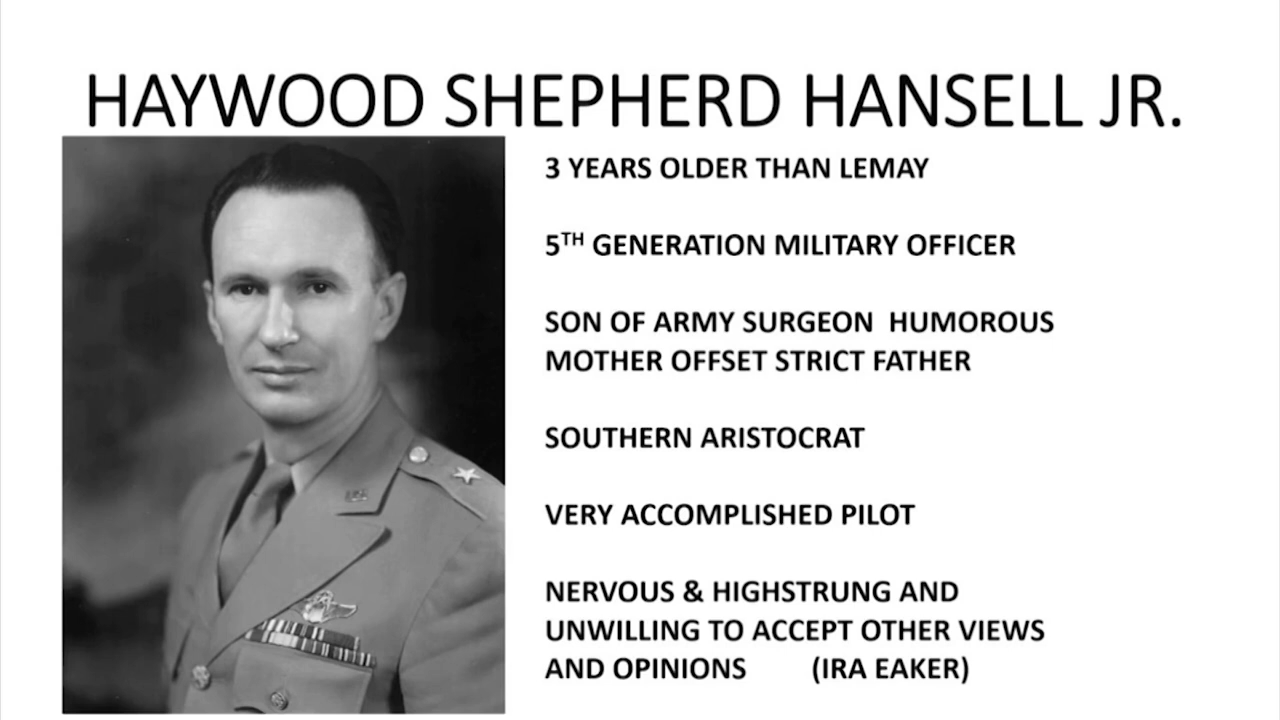 HAYWOOD SHEPHERD HANSELL JR.
3 YEARS OLDER THAN LEMAY
5TH GENERATION MILITARY OFFICER
SON OF ARMY SURGEON  HUMOROUS
MOTHER OFFSET STRICT FATHER
SOUTHERN ARISTOCRAT
VERY ACCOMPLISHED PILOT
NERVOUS & HIGHSTRUNG AND
UNWILLING TO ACCEPT OTHER VIEWS
AND OPINIONS        (IRA EAKER)